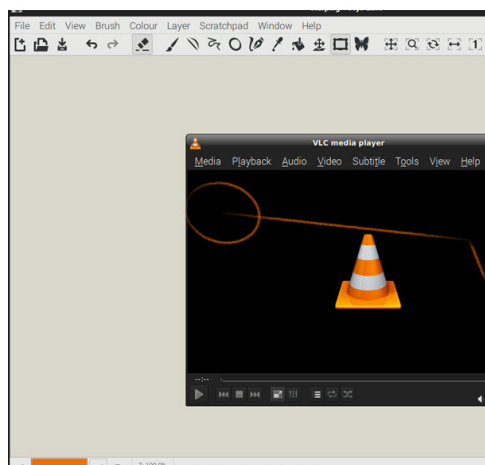 File Edit View Brush Colour Layer Scratchpad Window Help
1
VLC media player
Media Playback Audio Video Subtitle Tools View Help
--:--